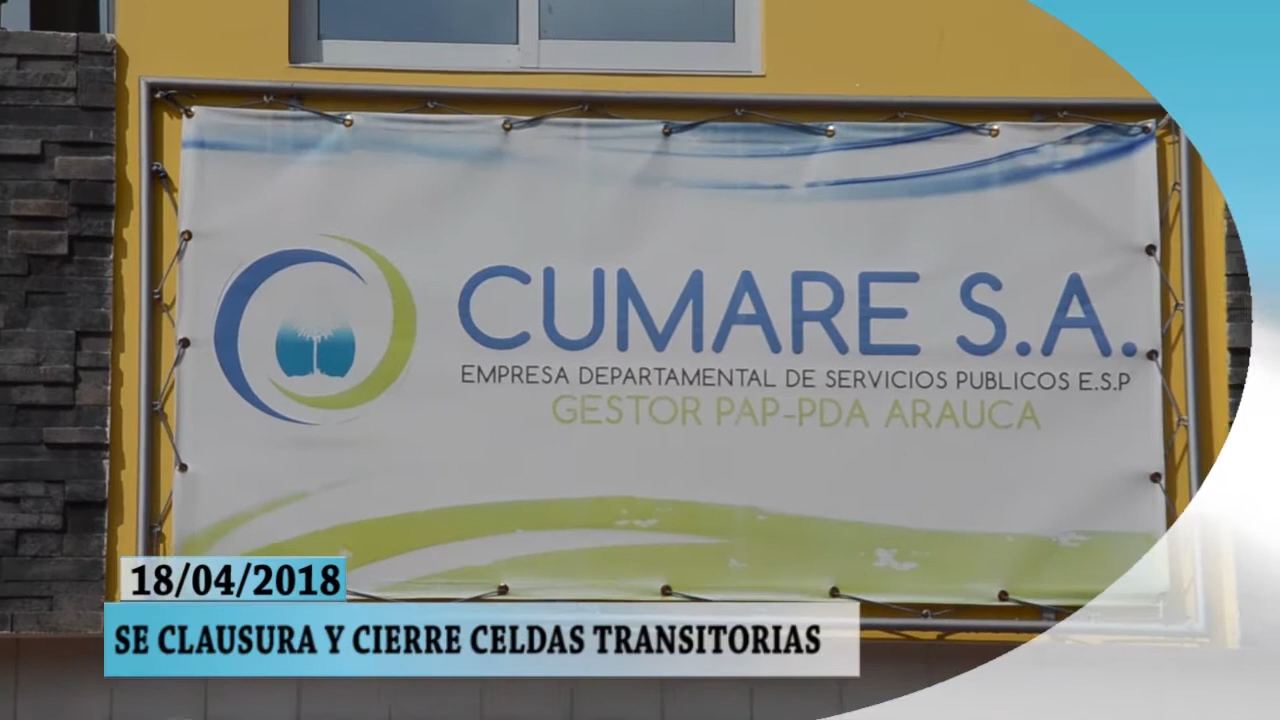 CUMARE S.A.
EMPRESA DEPARTAMENTAL DE SERVICIOS PUBLICOS E.S.P
GESTOR PAP-PDA ARAUCA
18/04/2018
SE CLAUSURA Y CIERRE CELDAS TRANSITORIAS